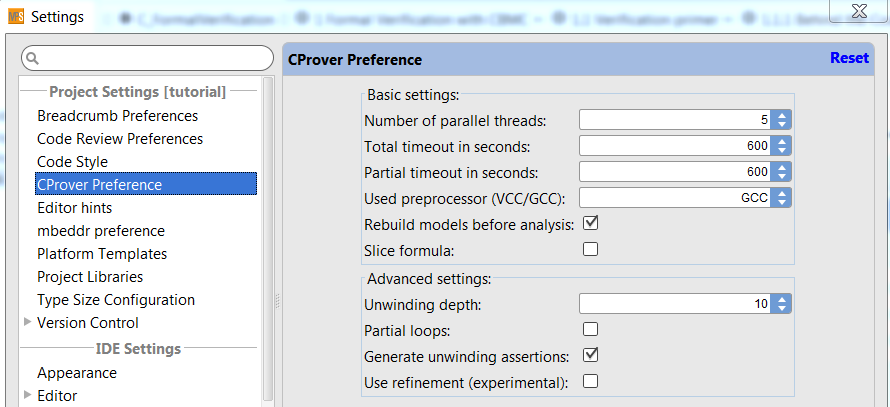 MPS Settings
Project Settings [tutorial]
Breadcrumb Preferences
Code Review Preferences
Code Style
CProver Preference
Editor hints
mbeddr preference
Platform Templates
Project Libraries
Type Size Configuration
Version Control
IDE Settings
Appearance
Editor
CProver Preference Reset
Basic settings:
Number of parallel threads: 5
Total timeout in seconds: 600
Partial timeout in seconds: 600
Used preprocessor (VCC/GCC): GCC
Rebuild models before analysis:
Slice formula:
Advanced settings:
Unwinding depth: 10
Partial loops:
Generate unwinding assertions:
Use refinement (experimental):